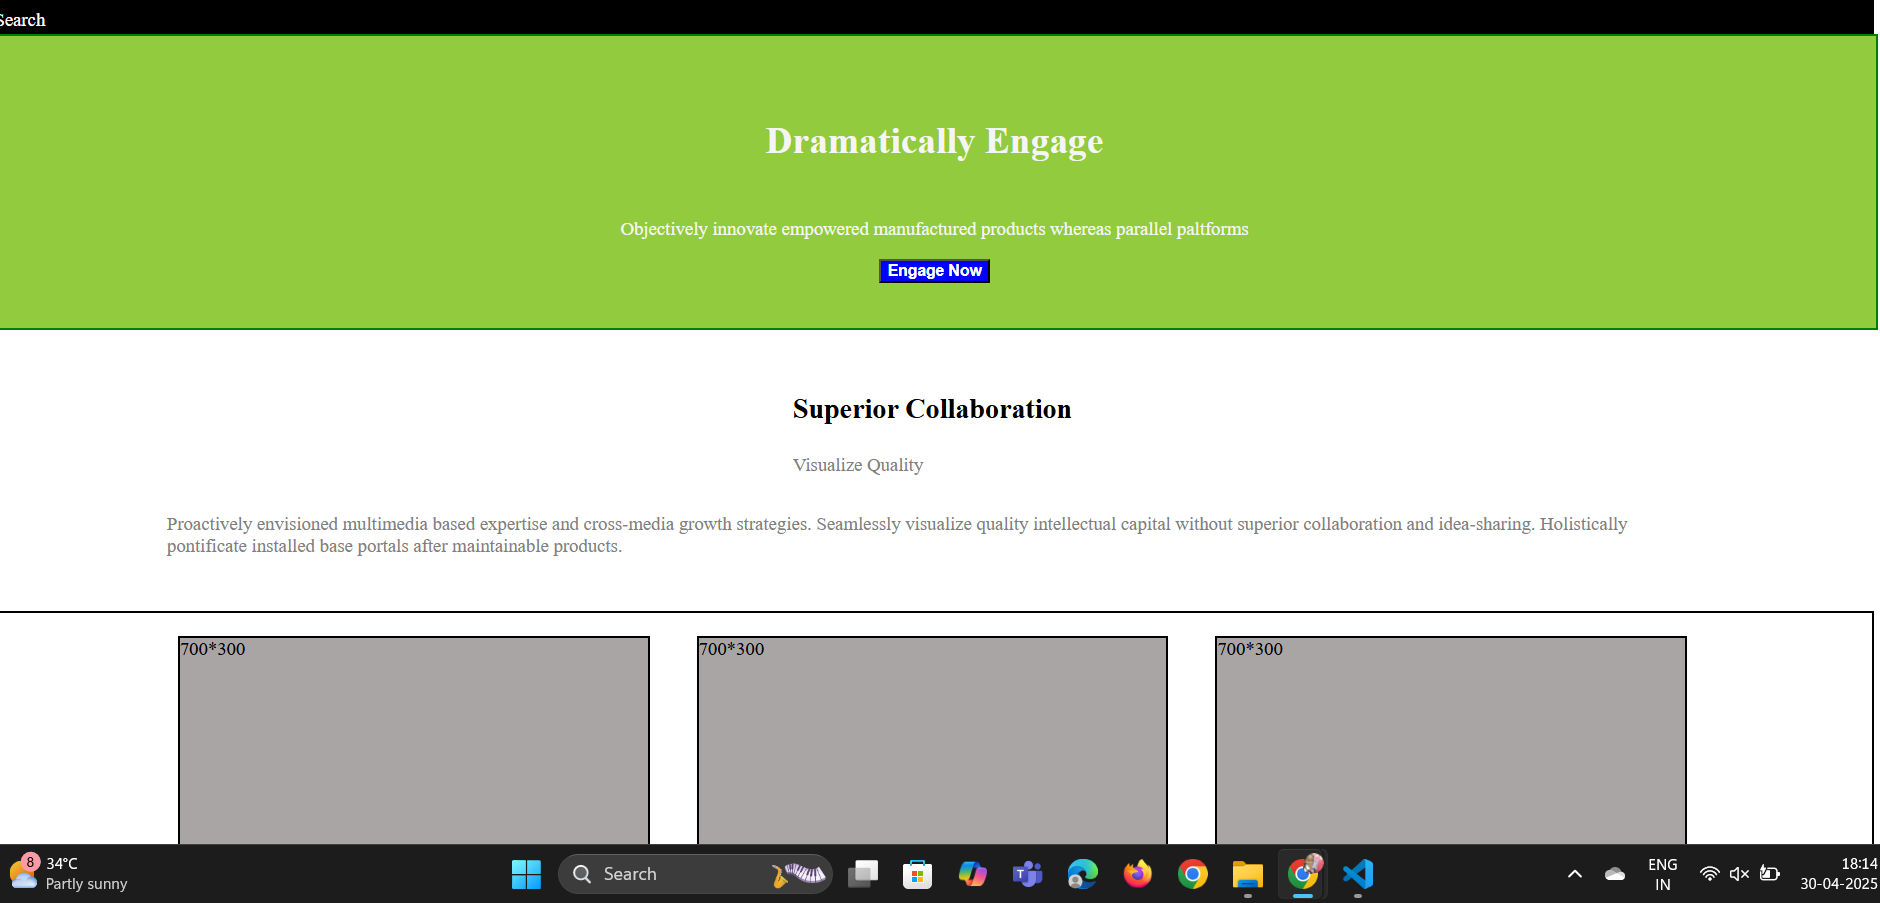 Search
Dramatically Engage
Objectively innovate empowered manufactured products whereas parallel paltforms
Engage Now
Superior Collaboration
Visualize Quality
Proactively envisioned multimedia based expertise and cross-media growth strategies. Seamlessly visualize quality intellectual capital without superior collaboration and idea-sharing. Holistically
pontificate installed base portals after maintainable products.
700*300 700*300 700*300
8 34°C
Partly sunny
Search
ENG
IN
18:14
30-04-2025